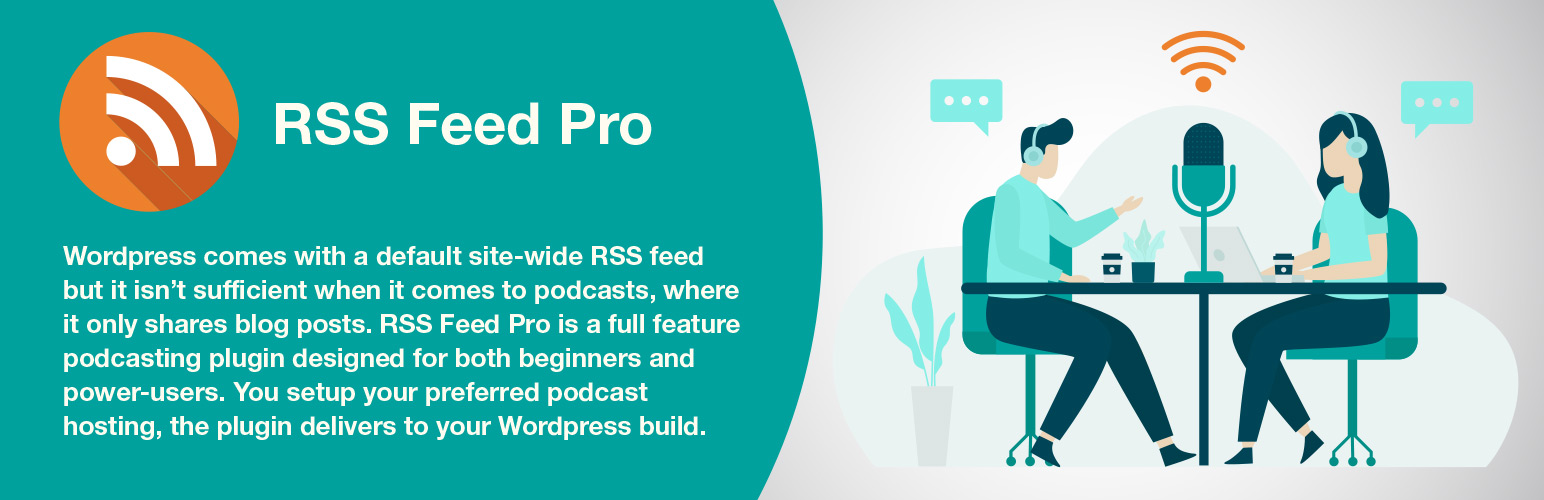 RSS Feed Pro
Wordpress comes with a default site-wide RSS feed
but it isn’t sufficient when it comes to podcasts, where
it only shares blog posts. RSS Feed Pro is a full feature
podcasting plugin designed for both beginners and
power-users. You setup your preferred podcast
hosting, the plugin delivers to your Wordpress build.